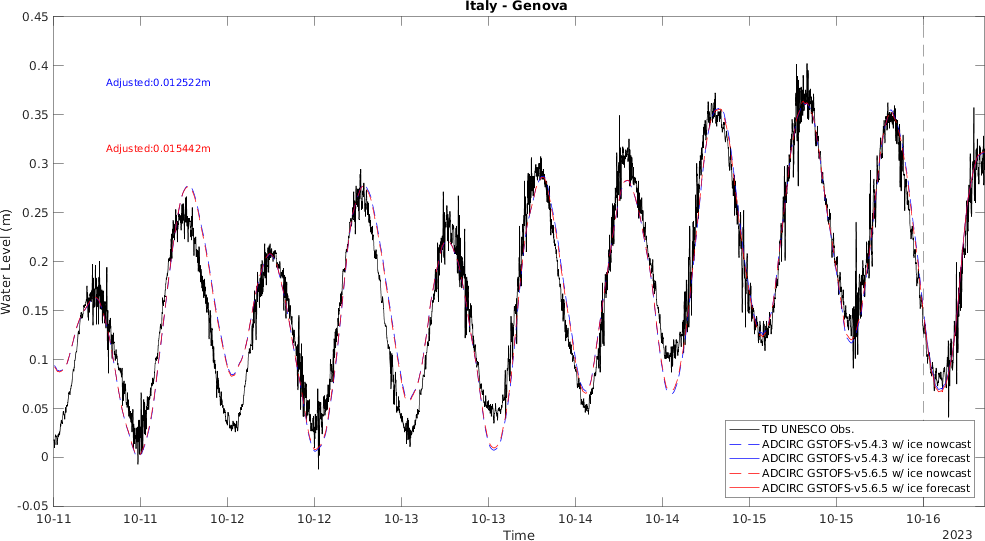 Italy - Genova
0.45
0.4
0.35
0.3
0.25
0.2
0.15
0.1
0.05
0
-0.05
Water Level (m)
Adjusted:0.012522m
Adjusted:0.015442m
TD UNESCO Obs.
ADCIRC GSTOFS-v5.4.3 w/ ice nowcast
ADCIRC GSTOFS-v5.4.3 w/ ice forecast
ADCIRC GSTOFS-v5.6.5 w/ ice nowcast
ADCIRC GSTOFS-v5.6.5 w/ ice forecast
10-11 10-11 10-12 10-12 10-13 10-13 10-14 10-14 10-15 10-15 10-16
Time
2023